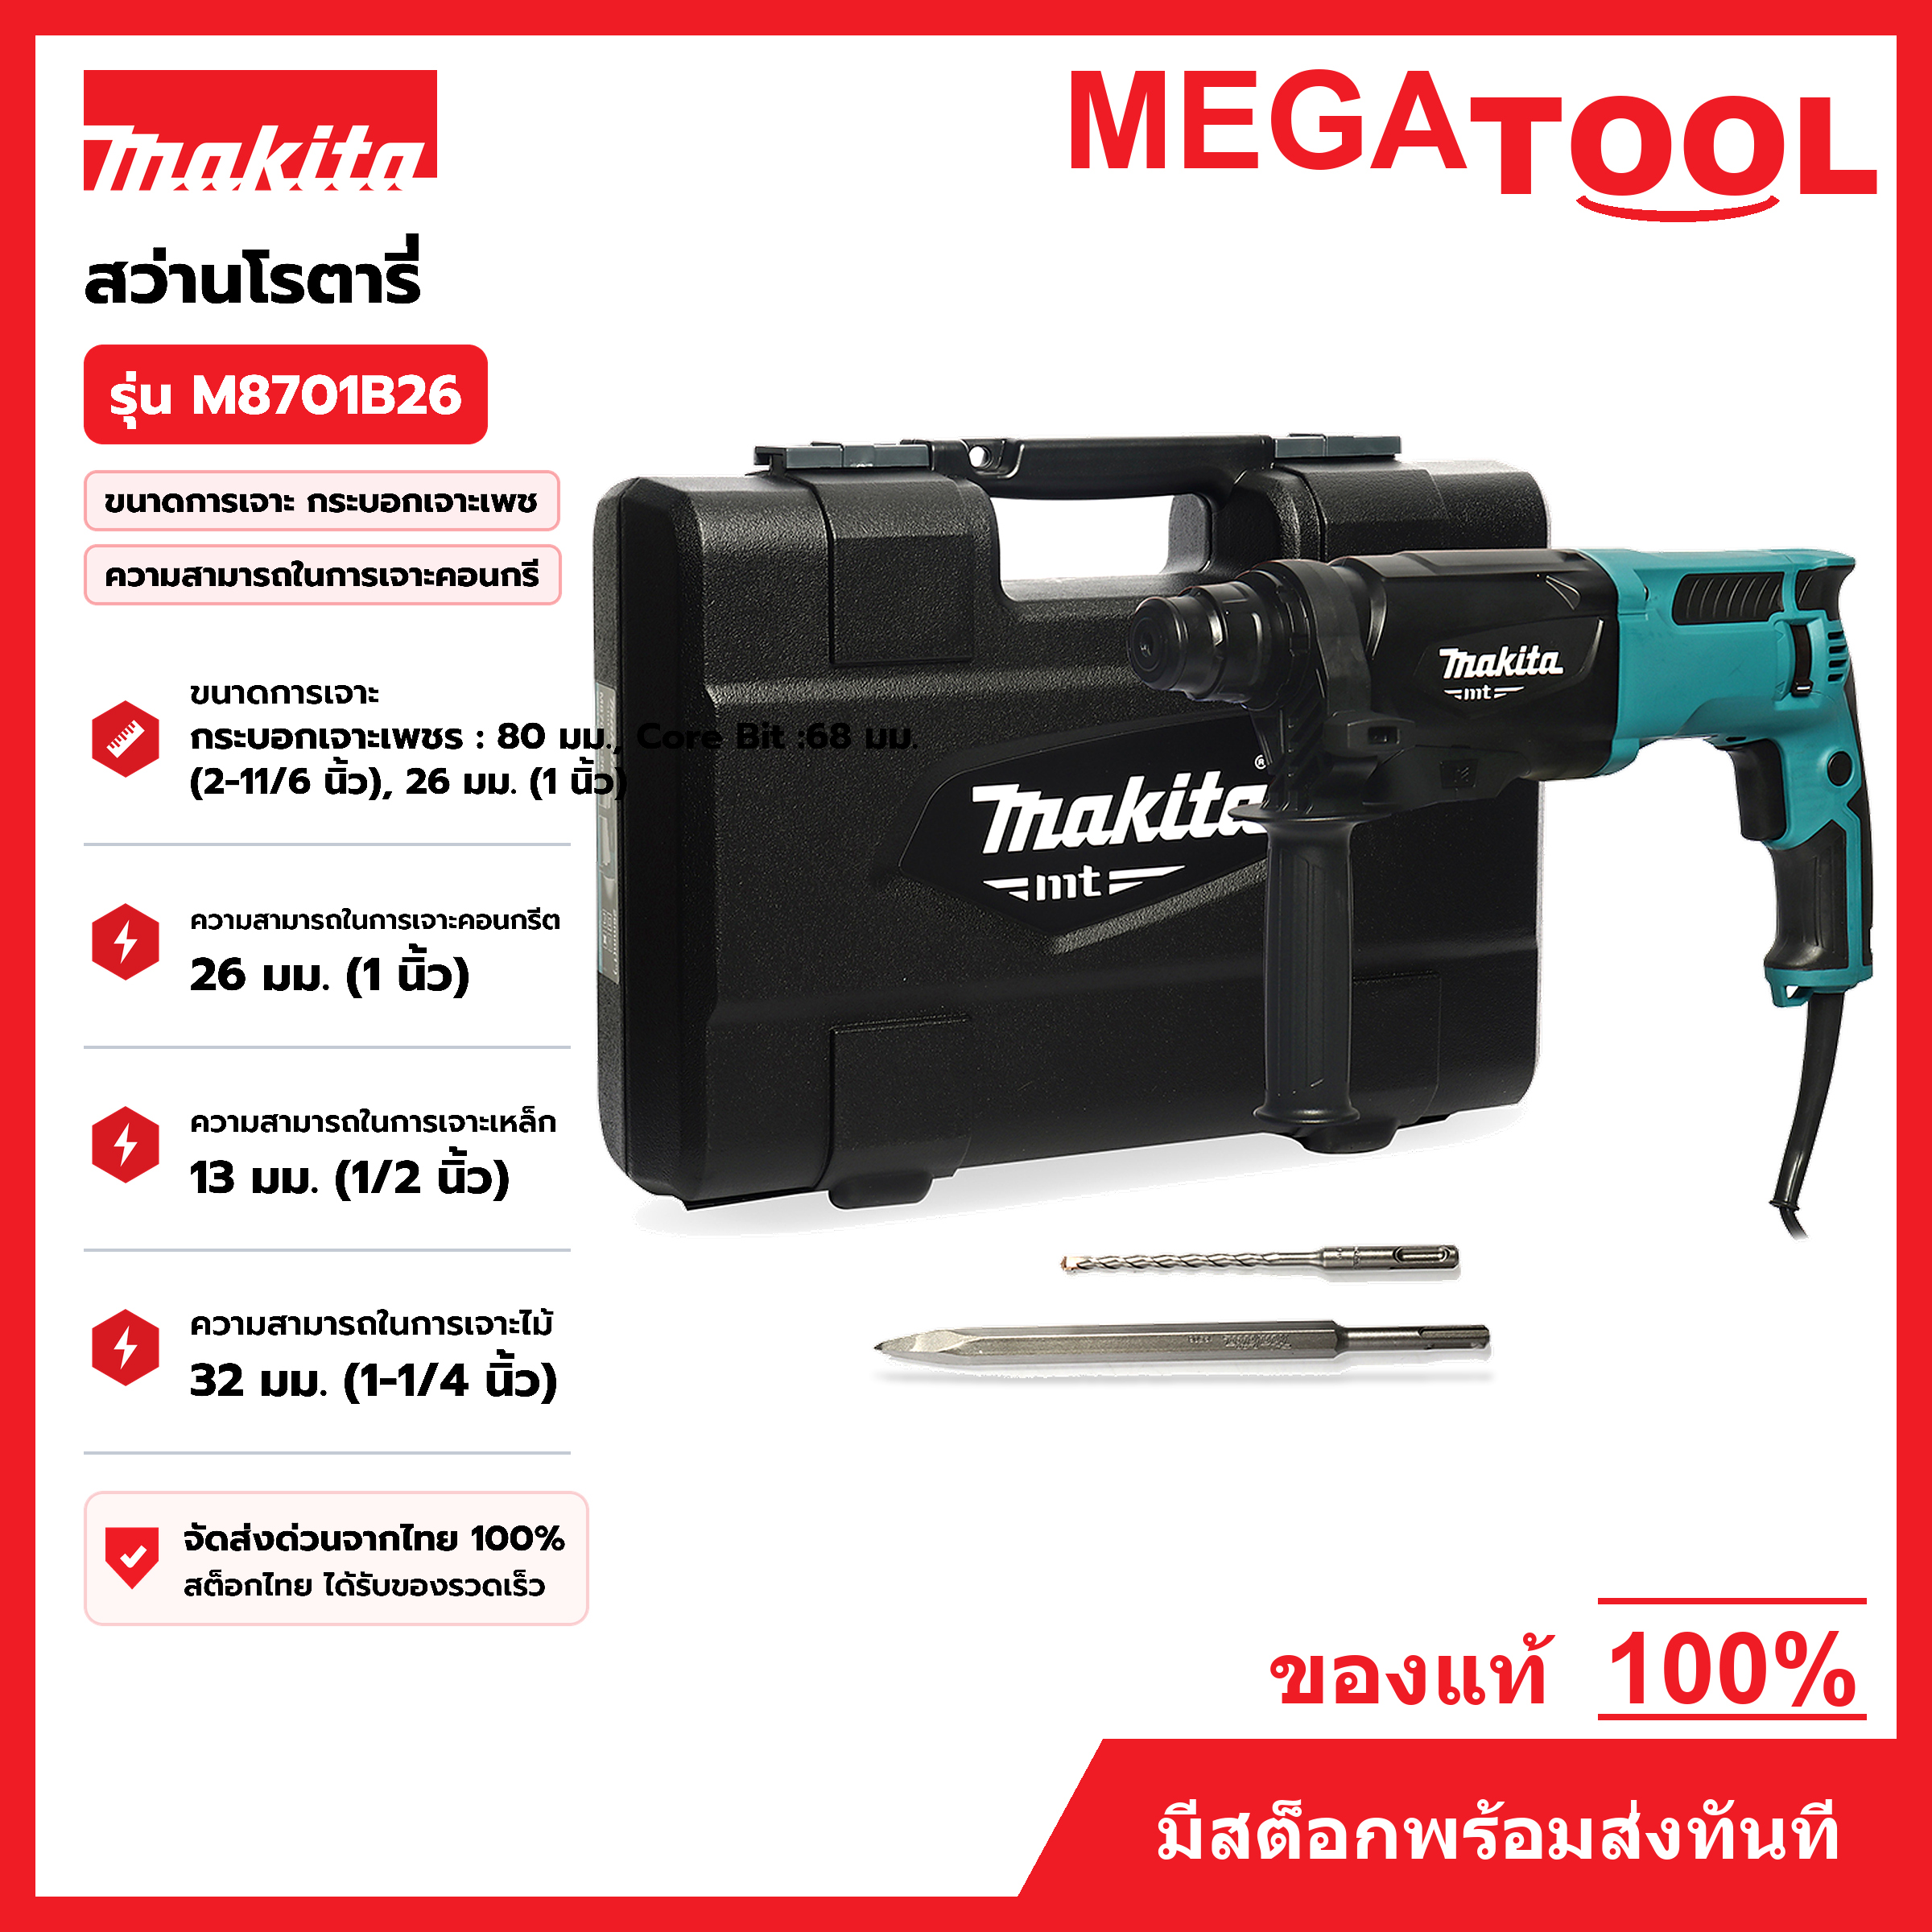 makita
MEGATOOL
สว่านโรตารี่
รุ่น M8701B26
ขนาดการเจาะ กระบอกเจาะเพช
ความสามารถในการเจาะคอนกรี
ขนาดการเจาะ
กระบอกเจาะเพชร : 80 มม., Core Bit :68 มม.
(2-11/6 นิ้ว), 26 มม. (1 นิ้ว)
ความสามารถในการเจาะคอนกรีต
26 มม. (1 นิ้ว)
ความสามารถในการเจาะเหล็ก
13 มม. (1/2 นิ้ว)
ความสามารถในการเจาะไม้
32 มม. (1-1/4 นิ้ว)
จัดส่งด่วนจากไทย 100%
สต็อกไทย ได้รับของรวดเร็ว
makita
mt
makita ®
mt
ของแท้ 100%
มีสต็อกพร้อมส่งทันที